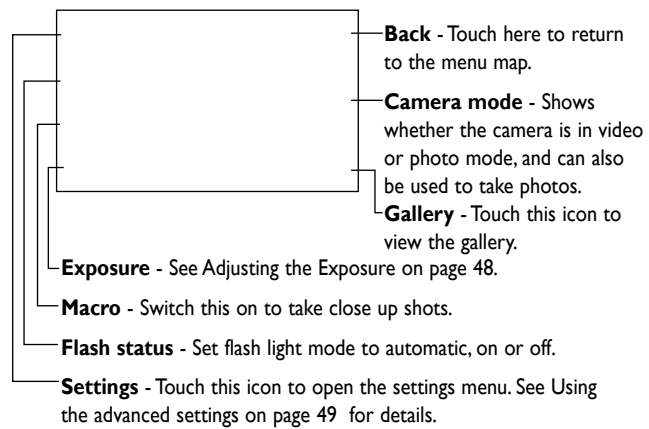 Back - Touch here to return
to the menu map.
Camera mode - Shows
whether the camera is in video
or photo mode, and can also
be used to take photos.
Gallery - Touch this icon to
view the gallery.
Exposure - See Adjusting the Exposure on page 48.
Macro - Switch this on to take close up shots.
Flash status - Set flash light mode to automatic, on or off.
Settings - Touch this icon to open the settings menu. See Using
the advanced settings on page 49 for details.